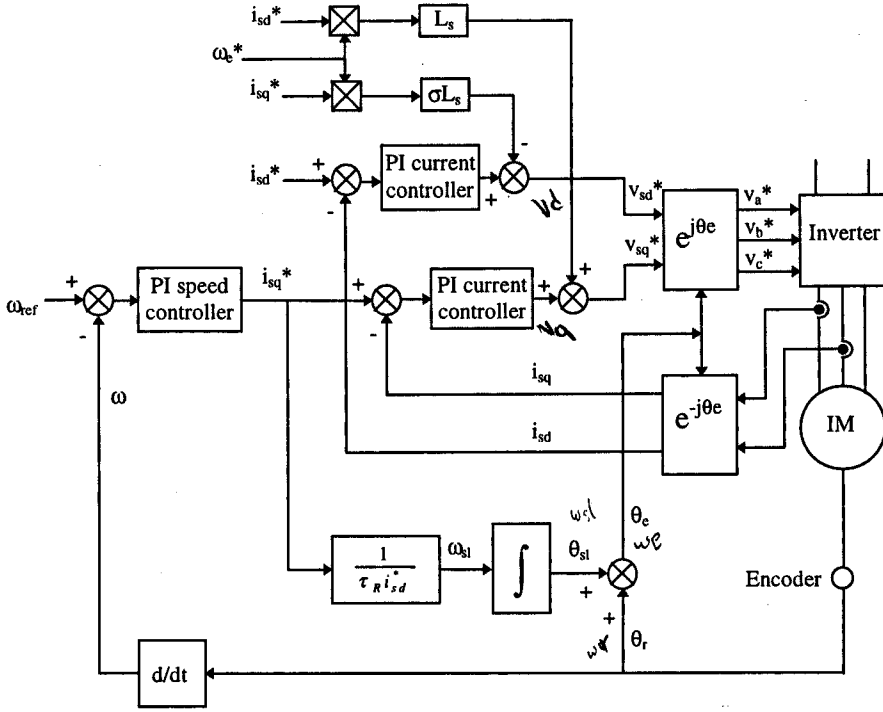 i_sd*
L_s
ω_e*
i_sq*
σL_s
-
i_sd*
+
-
PI current controller
+
Vd
v_sd*
v_sq*
e^jθe
v_a*
v_b*
v_c*
Inverter
ω_ref
+
-
PI speed controller
i_sq*
+
-
PI current controller
+
+
ω
i_sq
i_sd
e^-jθe
IM
1
τ_R i_sd*
ω_sl
∫
ωsl
θ_sl
+
θ_e
ωe
+
θ_r
Encoder
d/dt